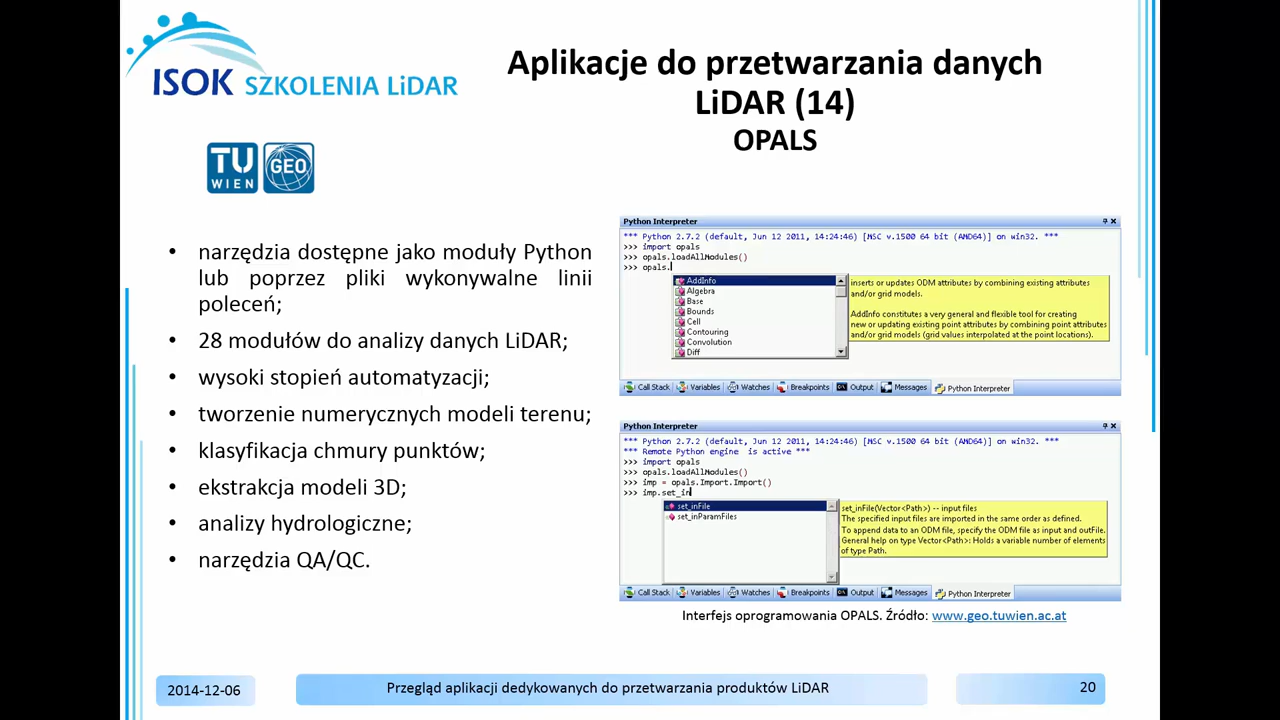 ISOK SZKOLENIA LiDAR
Aplikacje do przetwarzania danych
LiDAR (14)
OPALS
TU
WIEN
GEO
• narzędzia dostępne jako moduły Python
lub poprzez pliki wykonywalne linii
poleceń;
• 28 modułów do analizy danych LiDAR;
• wysoki stopień automatyzacji;
• tworzenie numerycznych modeli terenu;
• klasyfikacja chmury punktów;
• ekstrakcja modeli 3D;
• analizy hydrologiczne;
• narzędzia QA/QC.
Python Interpreter
*** Python 2.7.2 (default, Jun 12 2011, 14:24:46) [MSC v.1500 64 bit (AMD64)] on win32. ***
>>> import opals
>>> opals.loadAllModules()
>>> opals.
AddInfo
Algebra
Base
Bounds
Cell
Contouring
Convolution
Diff
inserts or updates ODM attributes by combining existing attributes
and/or grid models.
AddInfo constitutes a very general and flexible tool for creating
new or updating existing point attributes by combining point attributes
and/or grid models (grid values interpolated at the point locations).
Call Stack Variables Watches Breakpoints Output Messages Python Interpreter
Python Interpreter
*** Python 2.7.2 (default, Jun 12 2011, 14:24:46) [MSC v.1500 64 bit (AMD64)] on win32. ***
*** Remote Python engine is active ***
>>> import opals
>>> opals.loadAllModules()
>>> imp = opals.Import.Import()
>>> imp.set_in
set_inFile
set_inParamFiles
set_inFile(Vector<Path>) -- input files
The specified input files are imported in the same order as defined.
To append data to an ODM file, specify the ODM file as input and outFile.
General help on type Vector<Path>: Holds a variable number of elements
of type Path.
Call Stack Variables Watches Breakpoints Output Messages Python Interpreter
Interfejs oprogramowania OPALS. Źródło: www.geo.tuwien.ac.at
2014-12-06
Przegląd aplikacji dedykowanych do przetwarzania produktów LiDAR
20